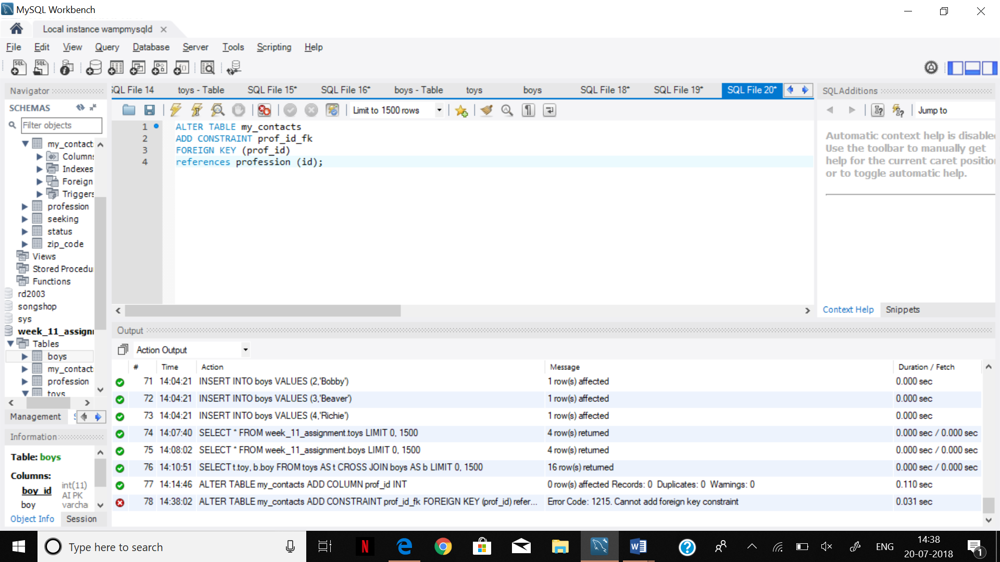 MySQL Workbench
Local instance wampmysqld
File Edit View Query Database Server Tools Scripting Help
Navigator
SQL File 14 toys - Table SQL File 15* SQL File 16* boys - Table toys boys SQL File 18* SQL File 19* SQL File 20*
SQLAdditions
SCHEMAS
Limit to 1500 rows
Jump to
Filter objects
my_contact
Column
Indexes
Foreign
Triggers
profession
seeking
status
zip_code
Views
Stored Procedu
Functions
rd2003
songshop
sys
week_11_assign
Tables
boys
my_contact
profession
toys
Management
1 ALTER TABLE my_contacts
2 ADD CONSTRAINT prof_id_fk
3 FOREIGN KEY (prof_id)
4 references profession (id);
Automatic context help is disable
Use the toolbar to manually get
help for the current caret positio
or to toggle automatic help.
Context Help Snippets
Information
Table: boys
Columns:
boy_id int(11)
AI PK
boy varcha
Object Info Session
Output
Action Output
# Time Action Message Duration / Fetch
71 14:04:21 INSERT INTO boys VALUES (2,'Bobby') 1 row(s) affected 0.000 sec
72 14:04:21 INSERT INTO boys VALUES (3,'Beaver') 1 row(s) affected 0.000 sec
73 14:04:21 INSERT INTO boys VALUES (4,'Richie') 1 row(s) affected 0.000 sec
74 14:07:40 SELECT * FROM week_11_assignment.toys LIMIT 0, 1500 4 row(s) returned 0.000 sec / 0.000 sec
75 14:08:02 SELECT * FROM week_11_assignment.boys LIMIT 0, 1500 4 row(s) returned 0.000 sec / 0.000 sec
76 14:10:51 SELECT t.toy, b.boy FROM toys AS t CROSS JOIN boys AS b LIMIT 0, 1500 16 row(s) returned 0.000 sec / 0.000 sec
77 14:14:46 ALTER TABLE my_contacts ADD COLUMN prof_id INT 0 row(s) affected Records: 0 Duplicates: 0 Warnings: 0 0.110 sec
78 14:38:02 ALTER TABLE my_contacts ADD CONSTRAINT prof_id_fk FOREIGN KEY (prof_id) refer... Error Code: 1215. Cannot add foreign key constraint 0.031 sec
Type here to search
ENG
14:38
20-07-2018
1